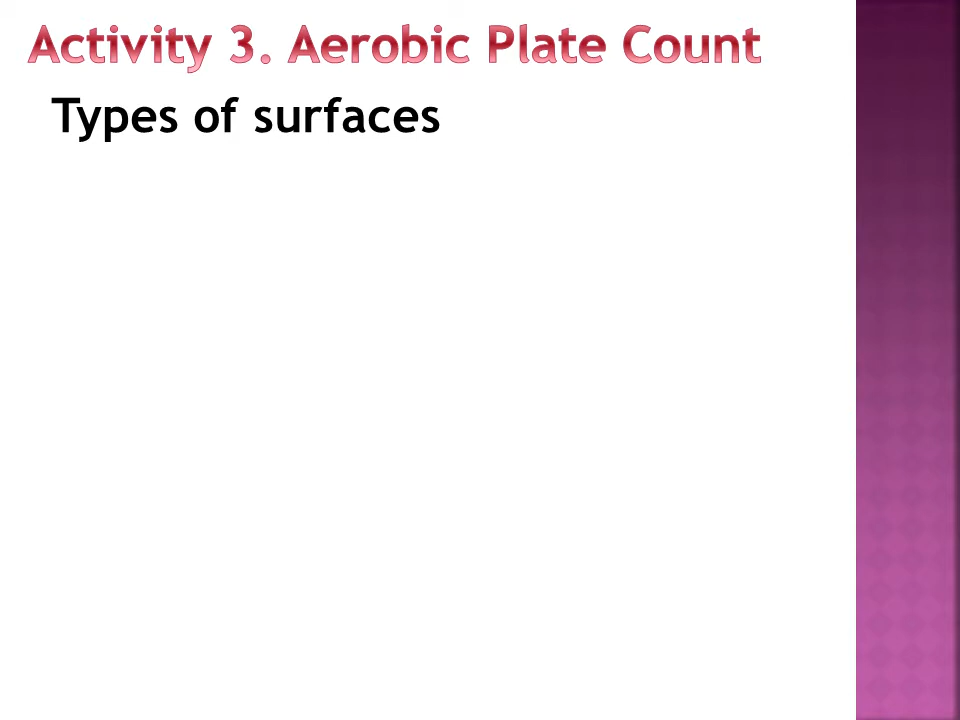 Activity 3. Aerobic Plate Count
Types of surfaces